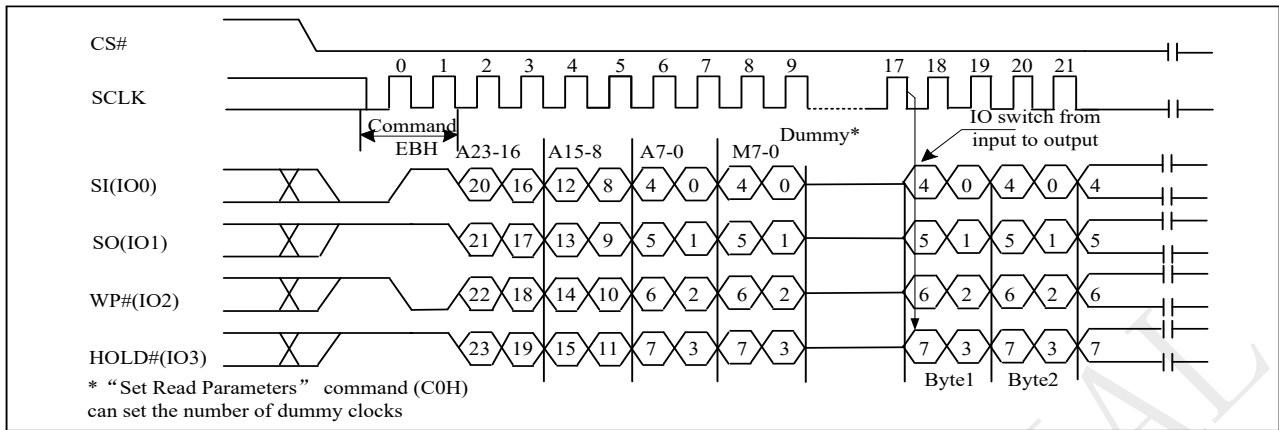 CS#
0 1 2 3 4 5 6 7 8 9 17 18 19 20 21
SCLK
Command
EBH
Dummy*
IO switch from
input to output
A23-16 A15-8 A7-0 M7-0
SI(IO0) 20 16 12 8 4 0 4 0 4 0 4 0 4
SO(IO1) 21 17 13 9 5 1 5 1 5 1 5 1 5
WP#(IO2) 22 18 14 10 6 2 6 2 6 2 6 2 6
HOLD#(IO3) 23 19 15 11 7 3 7 3 7 3 7 3 7
Byte1 Byte2
* “Set Read Parameters” command (C0H)
can set the number of dummy clocks